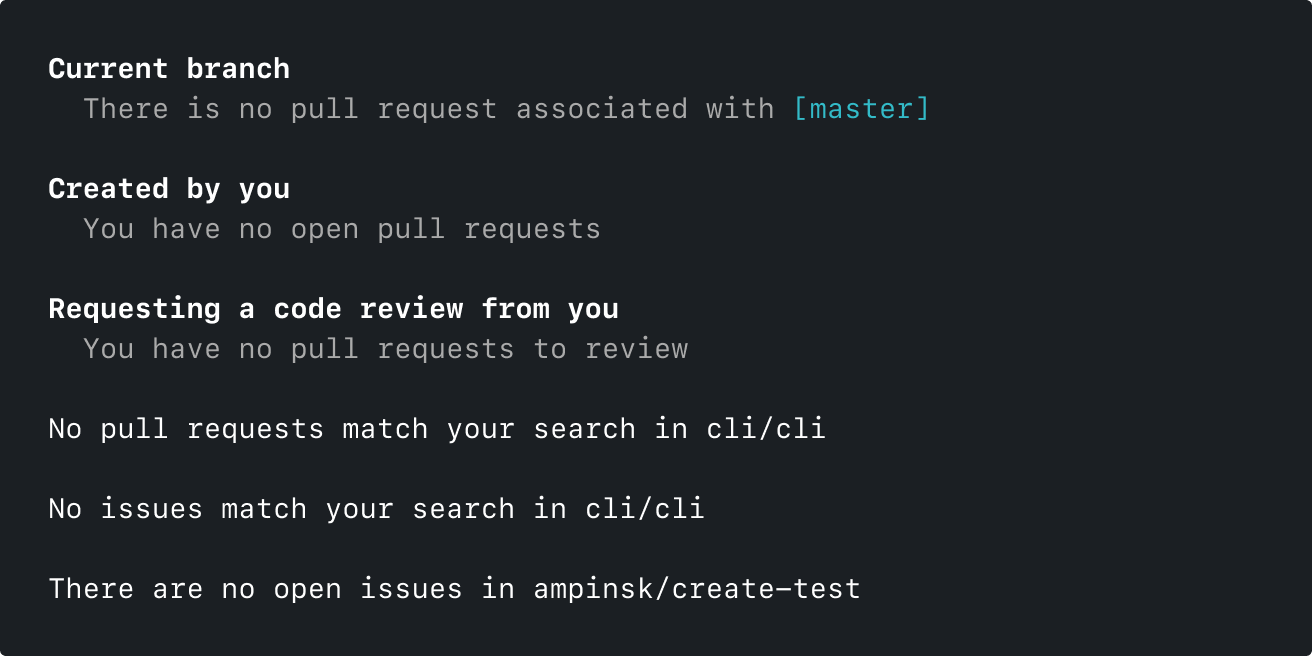 Current branch
There is no pull request associated with [master]
Created by you
You have no open pull requests
Requesting a code review from you
You have no pull requests to review
No pull requests match your search in cli/cli
No issues match your search in cli/cli
There are no open issues in ampinsk/create-test